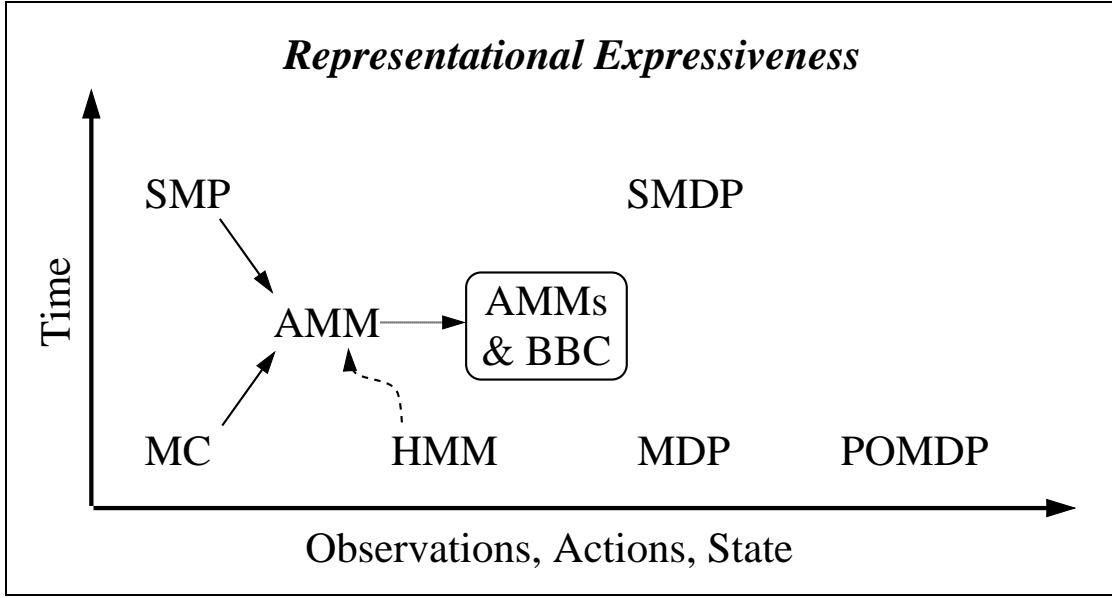 Representational Expressiveness
SMP
SMDP
Time
AMM
AMMs
& BBC
MC
HMM
MDP
POMDP
Observations, Actions, State